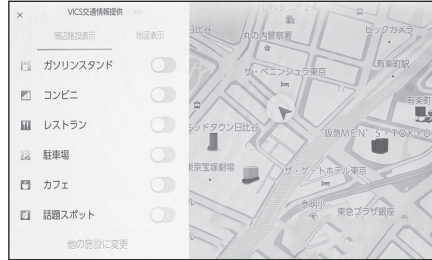 ×
VICS交通情報提供 --:--
周辺施設表示 地図表示
ガソリンスタンド
コンビニ
レストラン
駐車場
カフェ
話題スポット
他の施設に変更
日比谷
丸の内警察署
ビックカメラ
有楽町駅
ザ・ペニンシュラ東京
有楽町
ッドタウン日比谷
阪急MEN'S・TOKYO
東京宝塚劇場
ザ・ゲートホテル東京
泰明小
東急プラザ銀座